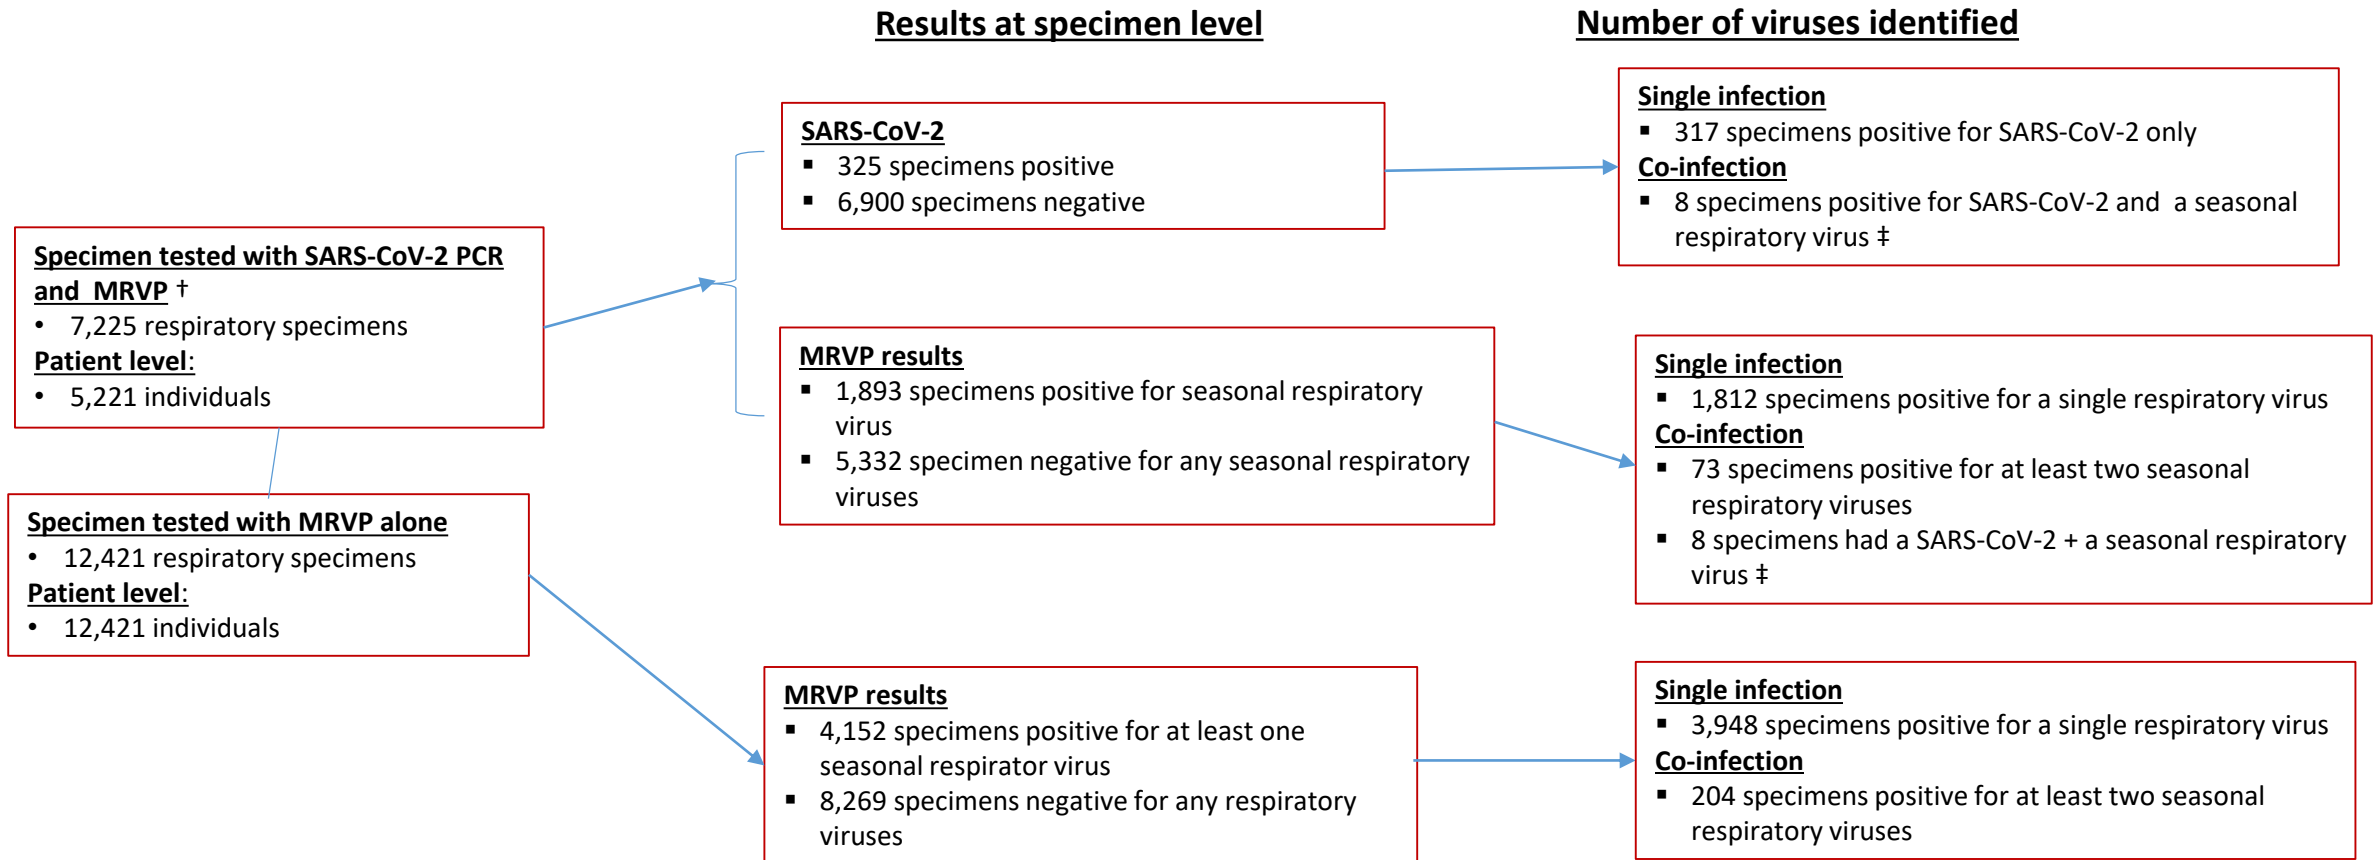 Results at specimen level
Number of viruses identified
Specimen tested with SARS-CoV-2 PCR
and  MRVP †
• 7,225 respiratory specimens
Patient level:
• 5,221 individuals
Specimen tested with MRVP alone
• 12,421 respiratory specimens
Patient level:
• 12,421 individuals
SARS-CoV-2
▪ 325 specimens positive
▪ 6,900 specimens negative
MRVP results
▪ 1,893 specimens positive for seasonal respiratory
virus
▪ 5,332 specimen negative for any seasonal respiratory
viruses
MRVP results
▪ 4,152 specimens positive for at least one
seasonal respirator virus
▪ 8,269 specimens negative for any respiratory
viruses
Single infection
▪ 317 specimens positive for SARS-CoV-2 only
Co-infection
▪ 8 specimens positive for SARS-CoV-2 and  a seasonal
respiratory virus ‡
Single infection
▪ 1,812 specimens positive for a single respiratory virus
Co-infection
▪ 73 specimens positive for at least two seasonal
respiratory viruses
▪ 8 specimens had a SARS-CoV-2 + a seasonal respiratory
virus ‡
Single infection
▪ 3,948 specimens positive for a single respiratory virus
Co-infection
▪ 204 specimens positive for at least two seasonal
respiratory viruses